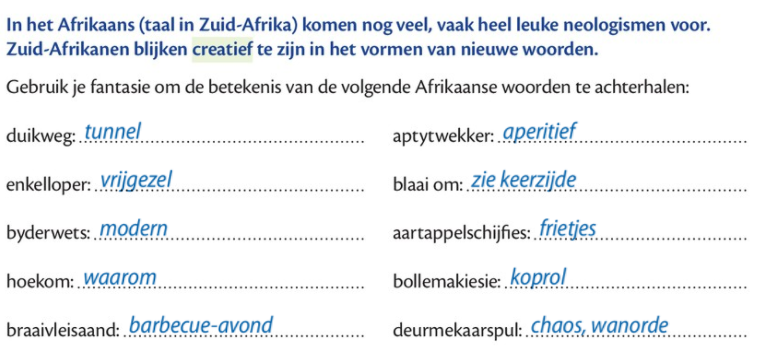 In het Afrikaans (taal in Zuid-Afrika) komen nog veel, vaak heel leuke neologismen voor.
Zuid-Afrikanen blijken creatief te zijn in het vormen van nieuwe woorden.
Gebruik je fantasie om de betekenis van de volgende Afrikaanse woorden te achterhalen:
duikweg: tunnel
aptytwekker: aperitief
enkelloper: vrijgezel
blaai om: zie keerzijde
byderwets: modern
aartappelschijfies: frietjes
hoekom: waarom
bollemakiesie: koprol
braaivleisaand: barbecue-avond
deurmekaarspul: chaos, wanorde